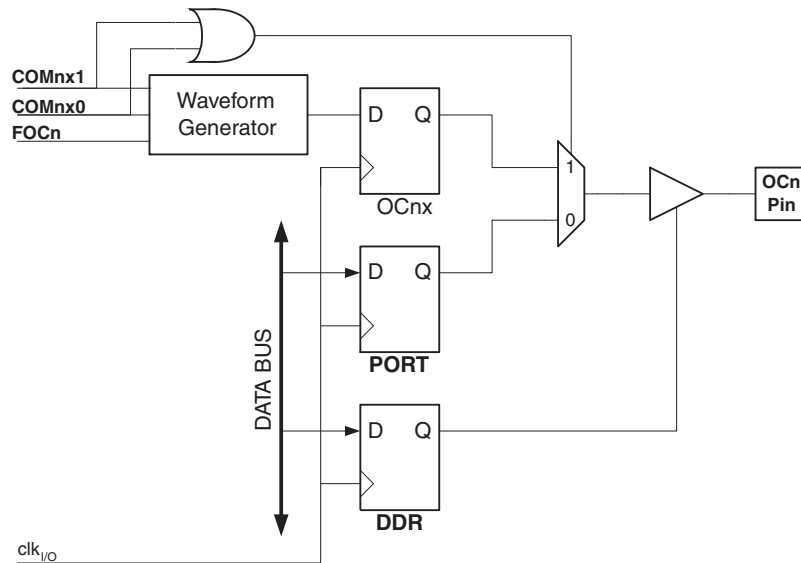 COMnx1
COMnx0
FOCn
Waveform
Generator
D Q
OCnx
1
0
OCn
Pin
D Q
PORT
DATA BUS
D Q
DDR
clkI/O